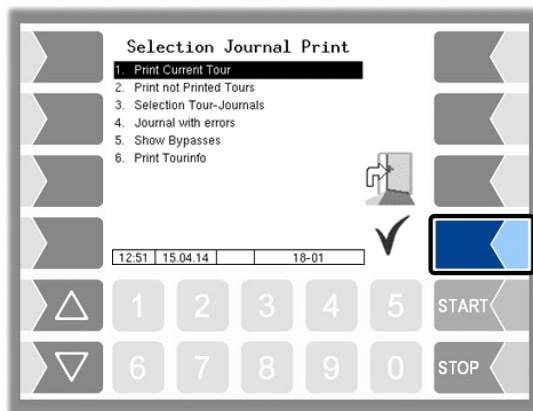 Selection Journal Print
1. Print Current Tour
2. Print not Printed Tours
3. Selection Tour-Journals
4. Journal with errors
5. Show Bypasses
6. Print Tourinfo
12:51 15.04.14 18-01
1 2 3 4 5 START
6 7 8 9 0 STOP